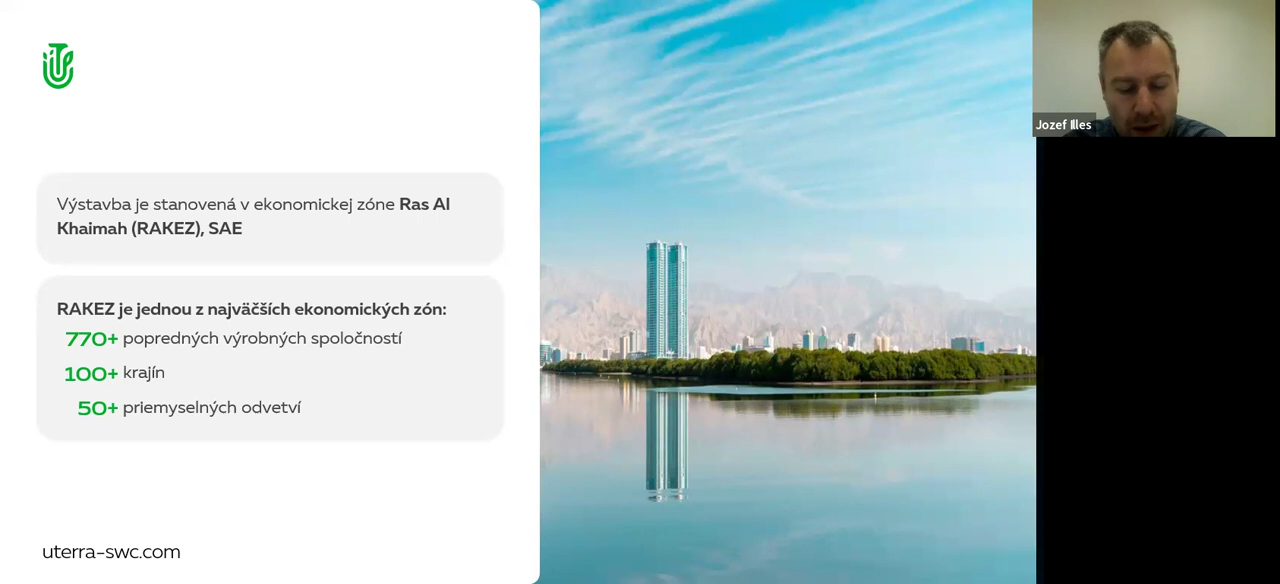 Výstavba je stanovená v ekonomickej zóne Ras Al
Khaimah (RAKEZ), SAE
RAKEZ je jednou z najväčších ekonomických zón:
770+ popredných výrobných spoločností
100+ krajín
50+ priemyselných odvetví
uterra-swc.com
Jozef Illes